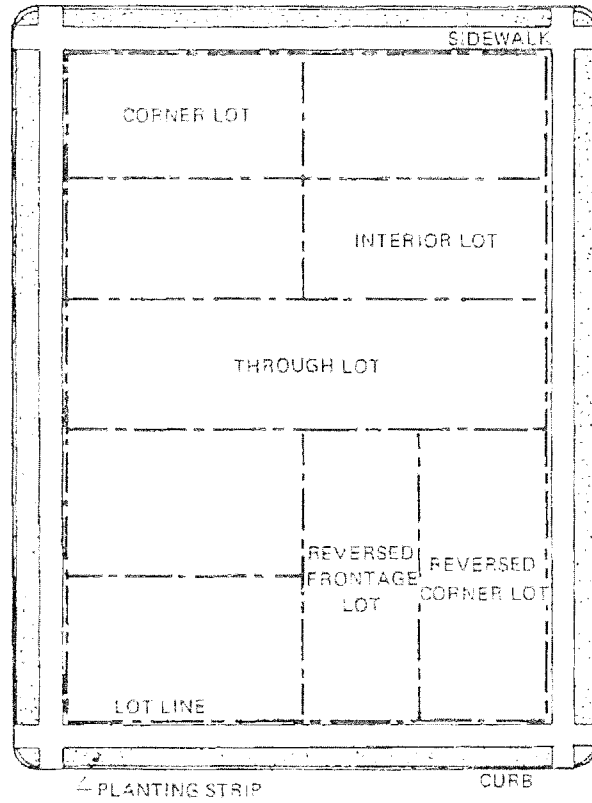 SIDEWALK
CORNER LOT
INTERIOR LOT
THROUGH LOT
REVERSED
FRONTAGE
LOT
REVERSED
CORNER LOT
LOT LINE
PLANTING STRIP
CURB